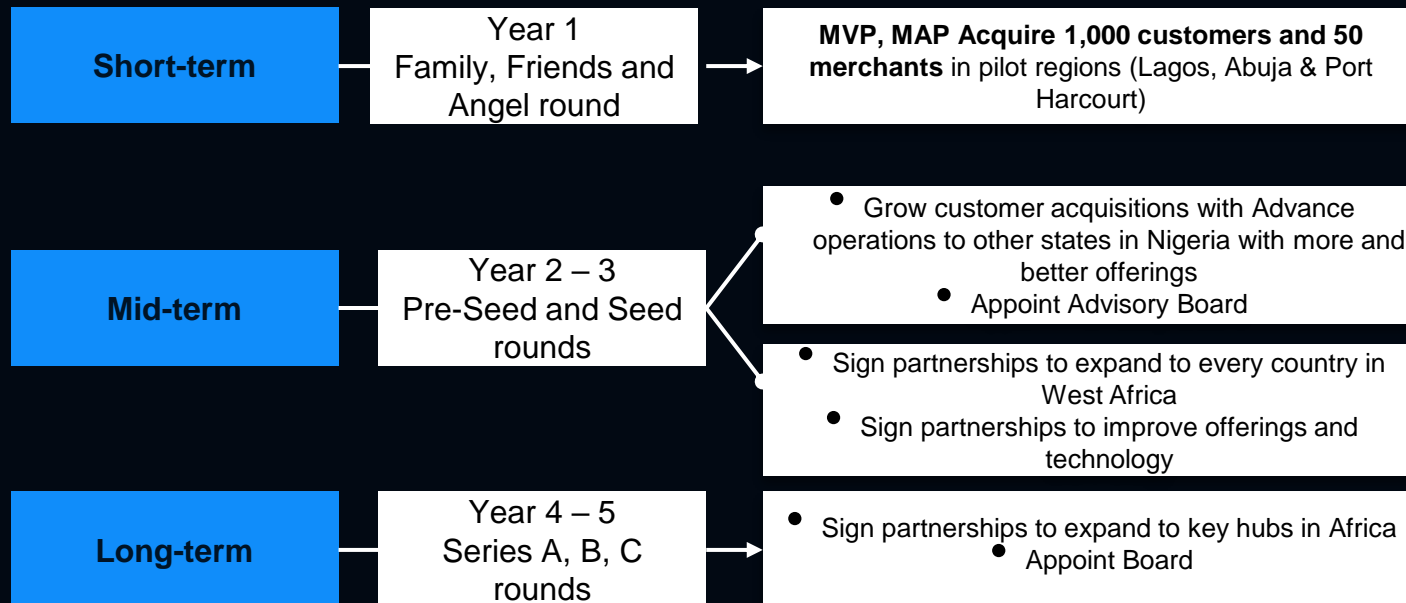 Short-term
Year 1
Family, Friends and
Angel round
MVP, MAP Acquire 1,000 customers and 50
merchants in pilot regions (Lagos, Abuja & Port
Harcourt)
Mid-term
Year 2 – 3
Pre-Seed and Seed
rounds
• Grow customer acquisitions with Advance
operations to other states in Nigeria with more and
better offerings
• Appoint Advisory Board
• Sign partnerships to expand to every country in
West Africa
• Sign partnerships to improve offerings and
technology
Long-term
Year 4 – 5
Series A, B, C
rounds
• Sign partnerships to expand to key hubs in Africa
• Appoint Board